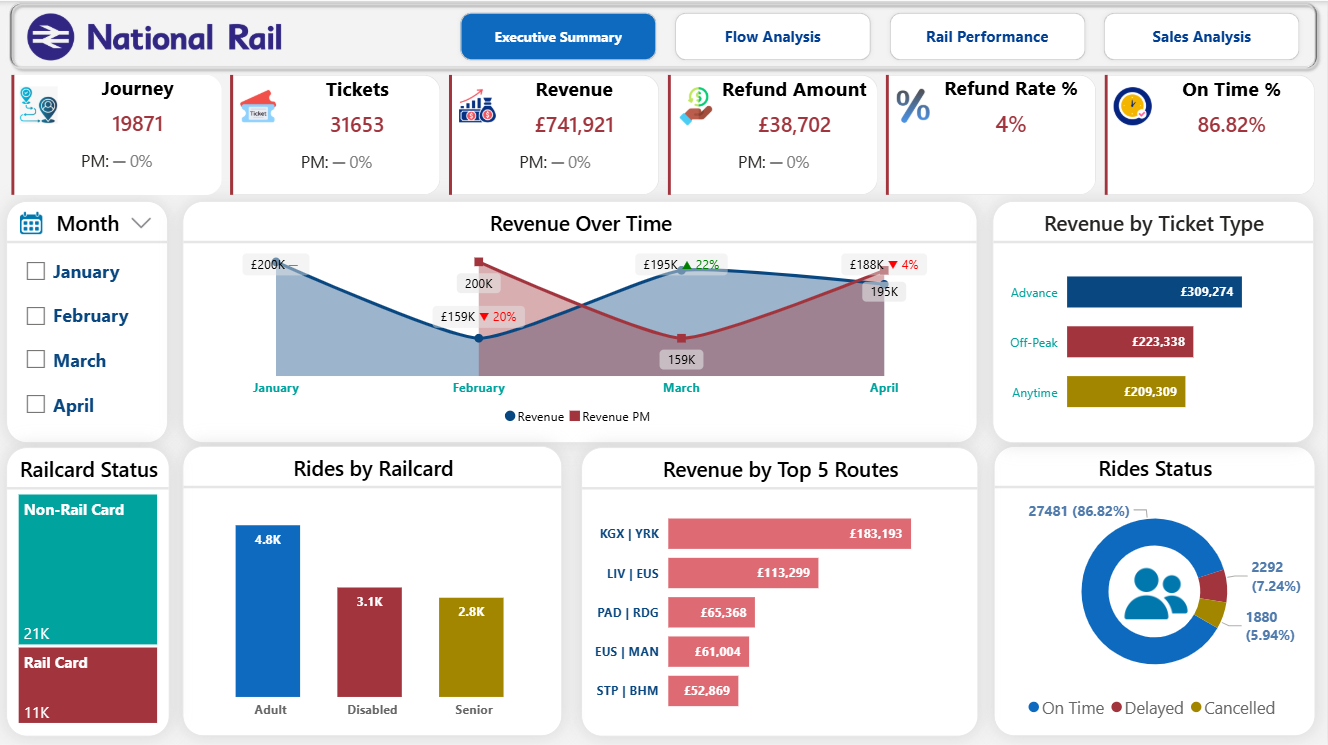 National Rail
Executive Summary
Flow Analysis
Rail Performance
Sales Analysis
Journey
19871
PM: — 0%
Tickets
31653
PM: — 0%
Revenue
£741,921
PM: — 0%
Refund Amount
£38,702
PM: — 0%
Refund Rate %
4%
On Time %
86.82%
Ticket
Month
January
February
March
April
Revenue Over Time
£200K—
£159K ▼ 20%
£195K ▲ 22%
£188K ▼ 4%
200K
159K
195K
January
February
March
April
Revenue
Revenue PM
Revenue by Ticket Type
Advance
£309,274
Off-Peak
£223,338
Anytime
£209,309
Railcard Status
Non-Rail Card
21K
Rail Card
11K
Rides by Railcard
4.8K
3.1K
2.8K
Adult
Disabled
Senior
Revenue by Top 5 Routes
KGX | YRK
£183,193
LIV | EUS
£113,299
PAD | RDG
£65,368
EUS | MAN
£61,004
STP | BHM
£52,869
Rides Status
27481 (86.82%)
2292
(7.24%)
1880
(5.94%)
On Time
Delayed
Cancelled